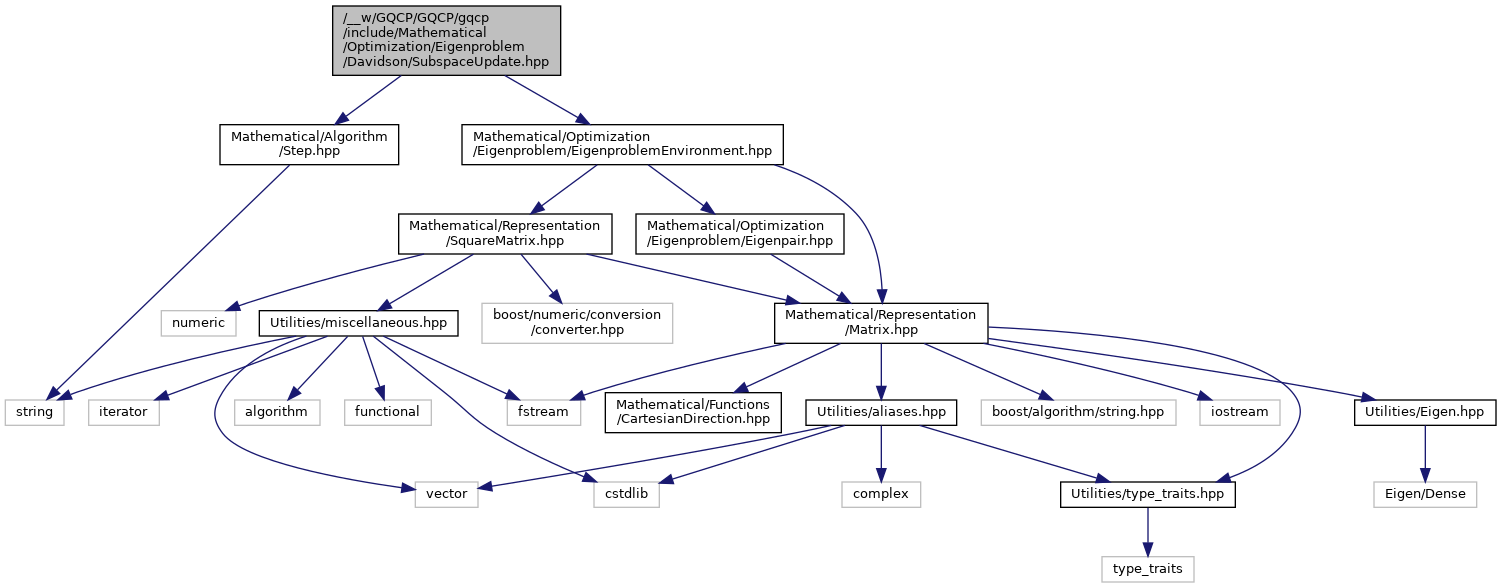 /__w/GQCP/GQCP/gqcp
/include/Mathematical
/Optimization/Eigenproblem
/Davidson/SubspaceUpdate.hpp
Mathematical/Algorithm
/Step.hpp
Mathematical/Optimization
/Eigenproblem/EigenproblemEnvironment.hpp
Mathematical/Representation
/SquareMatrix.hpp
Mathematical/Optimization
/Eigenproblem/Eigenpair.hpp
numeric
Utilities/miscellaneous.hpp
boost/numeric/conversion
/converter.hpp
Mathematical/Representation
/Matrix.hpp
string
iterator
algorithm
functional
fstream
Mathematical/Functions
/CartesianDirection.hpp
Utilities/aliases.hpp
boost/algorithm/string.hpp
iostream
Utilities/Eigen.hpp
vector
cstdlib
complex
Utilities/type_traits.hpp
Eigen/Dense
type_traits